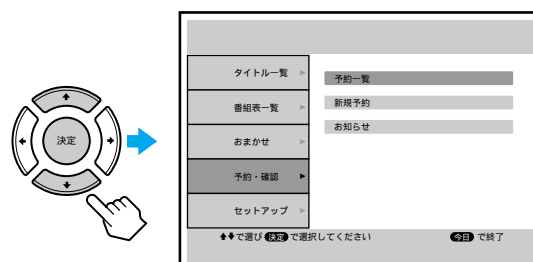 決定
タイトル一覧
番組表一覧
おまかせ
予約・確認
セットアップ
予約一覧
新規予約
お知らせ
で選び 決定 で選択してください
今日 で終了